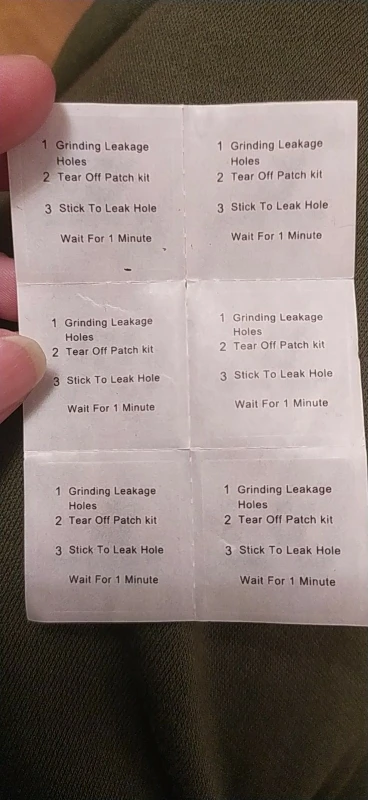 1 Grinding Leakage
Holes
2 Tear Off Patch kit
3 Stick To Leak Hole
Wait For 1 Minute
1 Grinding Leakage
Holes
2 Tear Off Patch kit
3 Stick To Leak Hole
Wait For 1 Minute
1 Grinding Leakage
Holes
2 Tear Off Patch kit
3 Stick To Leak Hole
Wait For 1 Minute
1 Grinding Leakage
Holes
2 Tear Off Patch kit
3 Stick To Leak Hole
Wait For 1 Minute
1 Grinding Leakage
Holes
2 Tear Off Patch kit
3 Stick To Leak Hole
Wait For 1 Minute
1 Grinding Leakage
Holes
2 Tear Off Patch kit
3 Stick To Leak Hole
Wait For 1 Minute